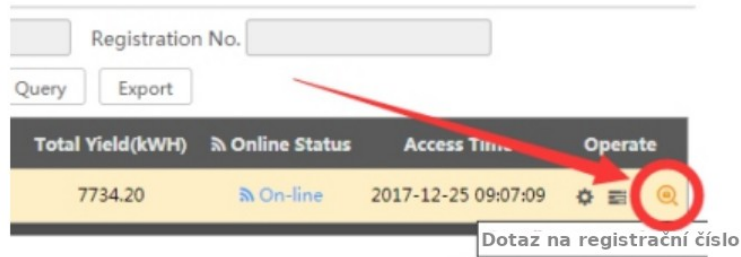 Registration No.
Query Export
Total Yield(kWH) Online Status Access Time Operate
7734.20 On-line 2017-12-25 09:07:09
Dotaž na registrační číslo